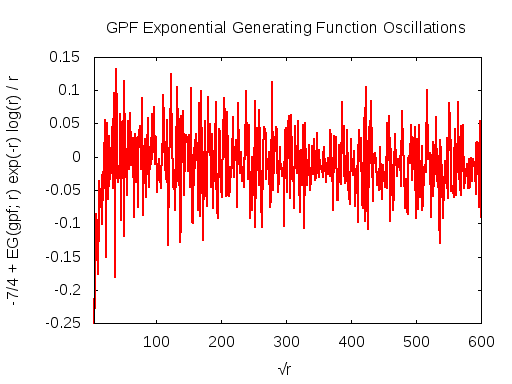 GPF Exponential Generating Function Oscillations
0.15
0.1
0.05
0
-0.05
-0.1
-0.15
-0.2
-0.25
-7/4 + EG(gpf; r) exp(-r) log(r) / r
100 200 300 400 500 600
√r